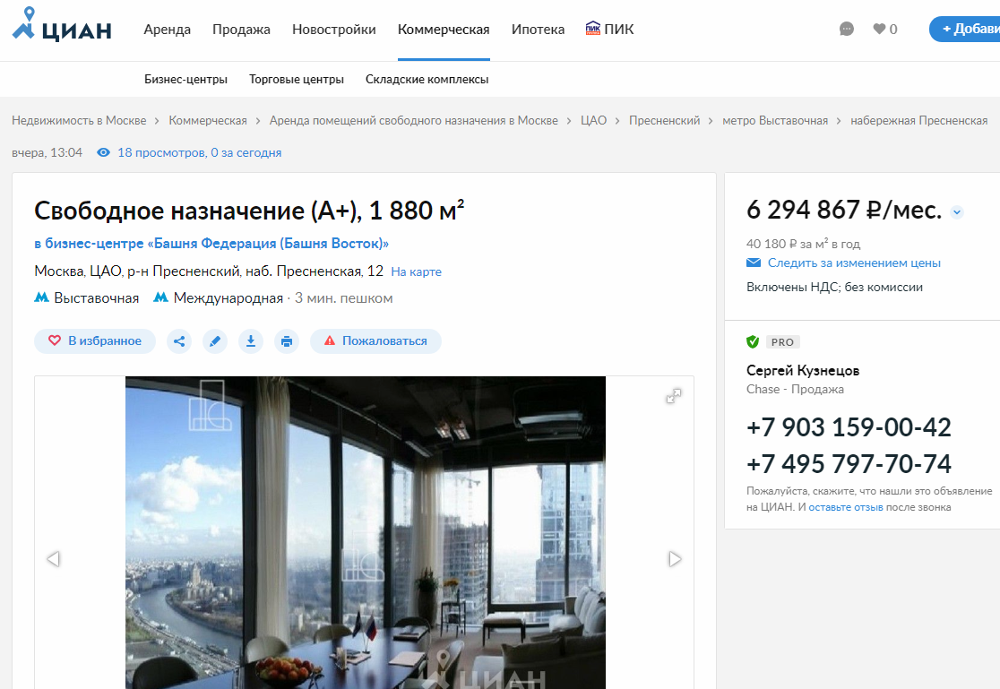 ЦИАН
Аренда Продажа Новостройки Коммерческая Ипотека ПИК ПИК 0 + Добави
Бизнес-центры Торговые центры Складские комплексы
Недвижимость в Москве > Коммерческая > Аренда помещений свободного назначения в Москве > ЦАО > Пресненский > метро Выставочная > набережная Пресненская
вчера, 13:04 18 просмотров, 0 за сегодня
Свободное назначение (А+), 1 880 м²
в бизнес-центре «Башня Федерация (Башня Восток)»
Москва, ЦАО, р-н Пресненский, наб. Пресненская, 12 На карте
Выставочная Международная · 3 мин. пешком
В избранное Пожаловаться
ЦИАН
6 294 867 ₽/мес.
40 180 ₽ за м² в год
Следить за изменением цены
Включены НДС; без комиссии
PRO
Сергей Кузнецов
Chase - Продажа
+7 903 159-00-42
+7 495 797-70-74
Пожалуйста, скажите, что нашли это объявление
на ЦИАН. И оставьте отзыв после звонка